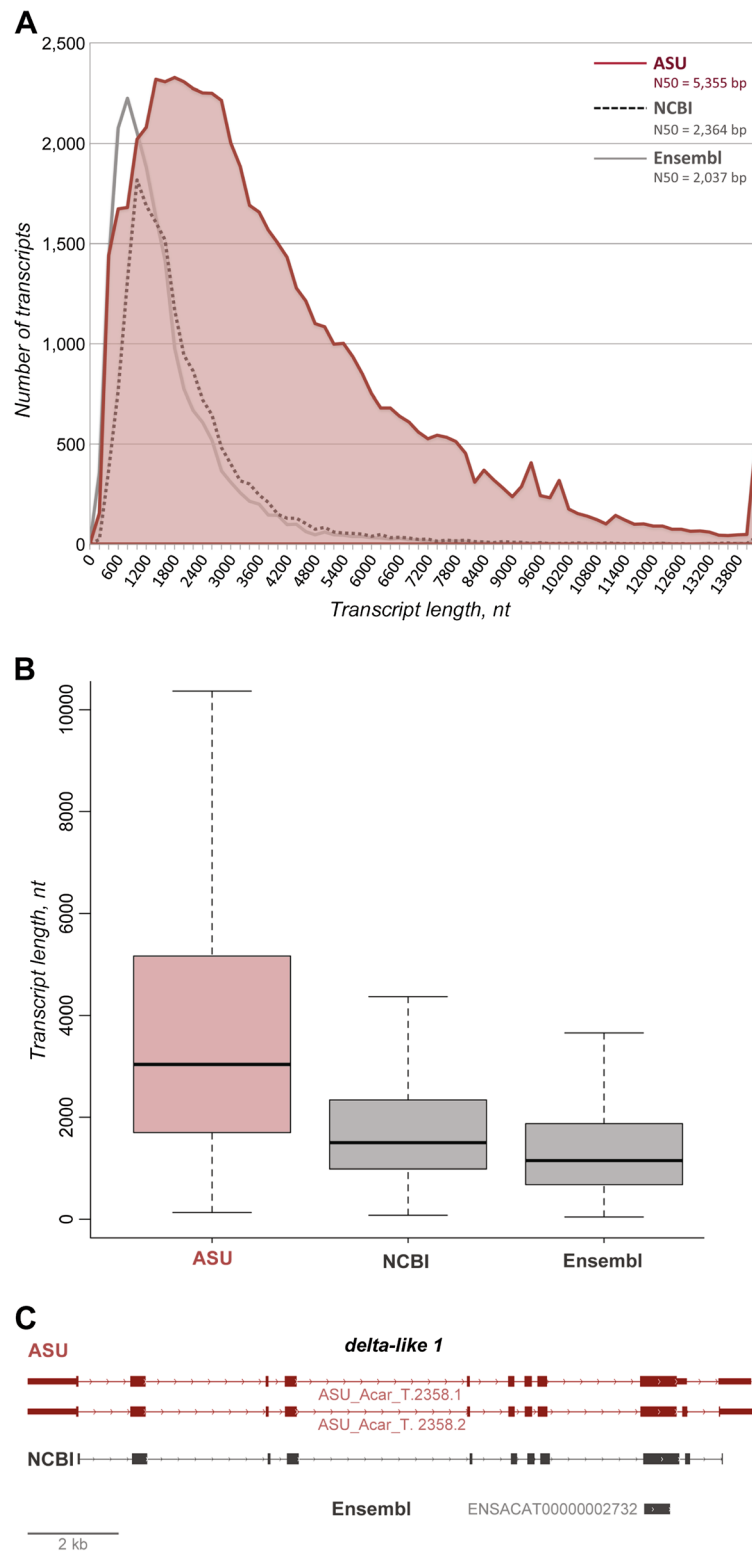 A
2,500
2,000
1,500
1,000
500
0
Number of transcripts
ASU
N50 = 5,355 bp
NCBI
N50 = 2,364 bp
Ensembl
N50 = 2,037 bp
0 600 1200 1800 2400 3000 3600 4200 4800 5400 6000 6600 7200 7800 8400 9000 9600 10200 10800 11400 12000 12600 13200 13800
Transcript length, nt
B
10000
8000
6000
4000
2000
0
Transcript length, nt
ASU NCBI Ensembl
C
ASU
delta-like 1
ASU_Acar_T.2358.1
ASU_Acar_T. 2358.2
NCBI
Ensembl ENSACAT00000002732
2 kb